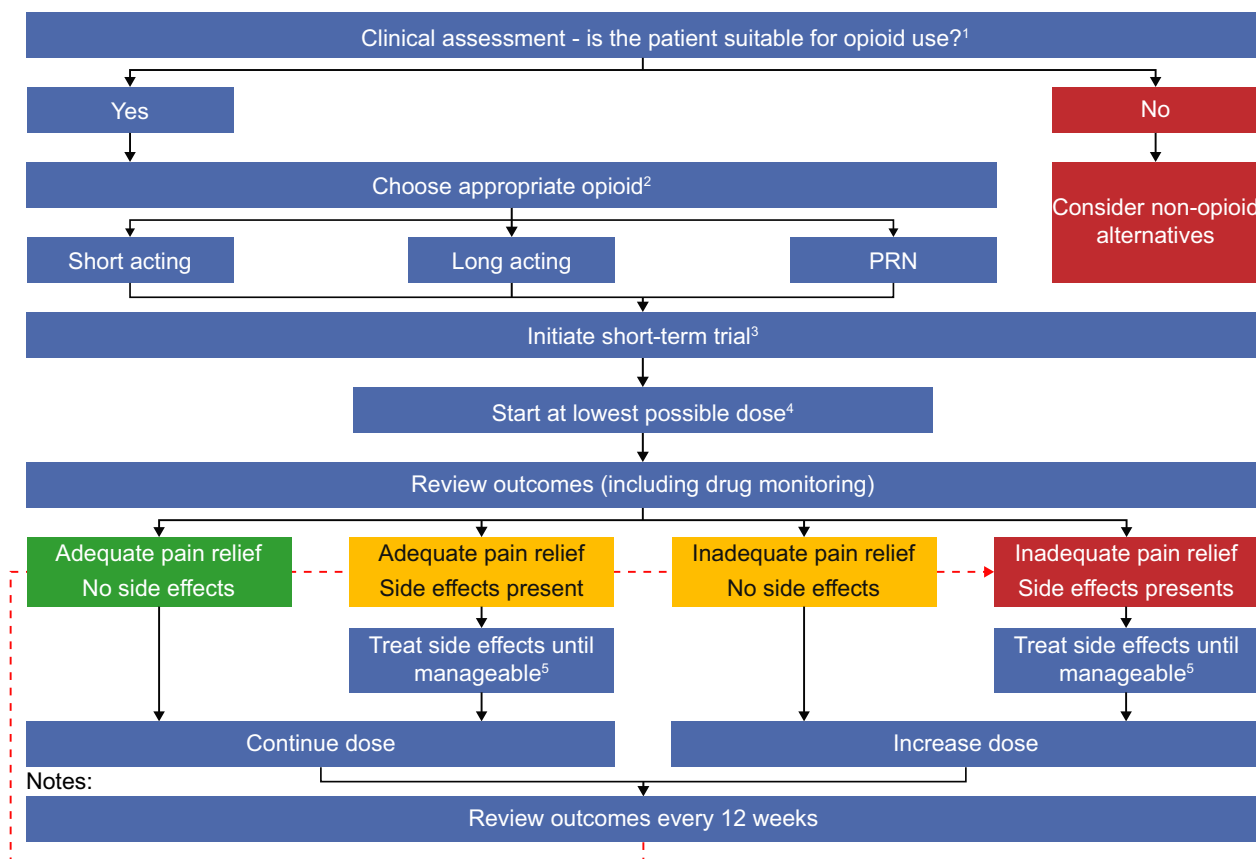 Clinical assessment - is the patient suitable for opioid use?¹
Yes
No
Choose appropriate opioid²
Consider non-opioid
alternatives
Short acting
Long acting
PRN
Initiate short-term trial³
Start at lowest possible dose⁴
Review outcomes (including drug monitoring)
Adequate pain relief
No side effects
Adequate pain relief
Side effects present
Inadequate pain relief
No side effects
Inadequate pain relief
Side effects presents
Treat side effects until
manageable⁵
Treat side effects until
manageable⁵
Continue dose
Increase dose
Notes:
Review outcomes every 12 weeks